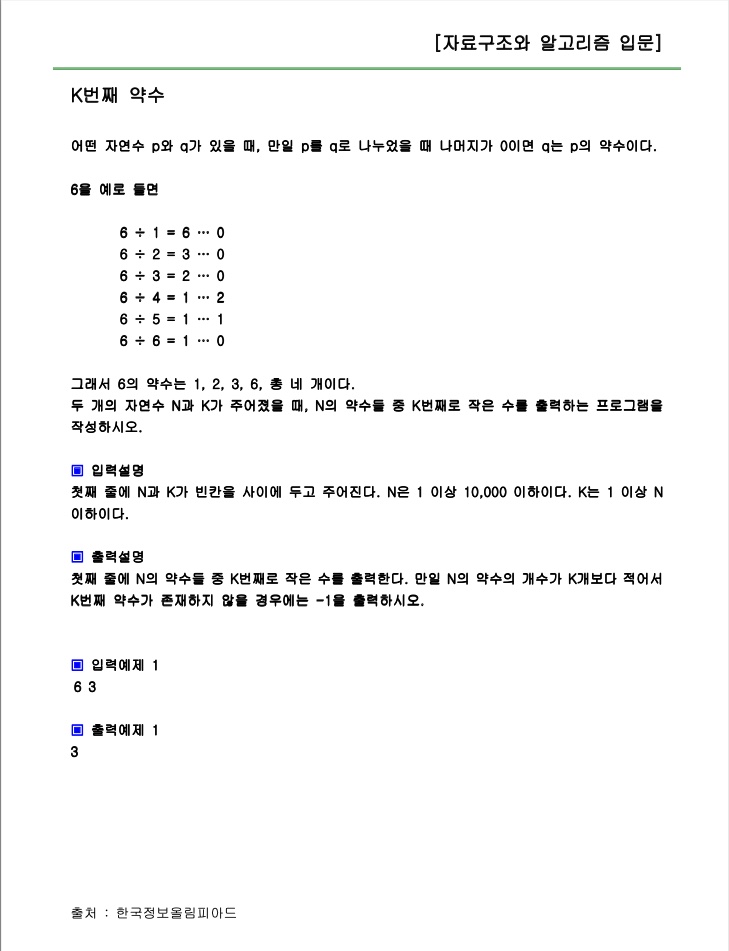 [자료구조와 알고리즘 입문]
K번째 약수
어떤 자연수 p와 q가 있을 때, 만일 p를 q로 나누었을 때 나머지가 0이면 q는 p의 약수이다.
6을 예로 들면
6 ÷ 1 = 6 … 0
6 ÷ 2 = 3 … 0
6 ÷ 3 = 2 … 0
6 ÷ 4 = 1 … 2
6 ÷ 5 = 1 … 1
6 ÷ 6 = 1 … 0
그래서 6의 약수는 1, 2, 3, 6, 총 네 개이다.
두 개의 자연수 N과 K가 주어졌을 때, N의 약수들 중 K번째로 작은 수를 출력하는 프로그램을
작성하시오.
▣ 입력설명
첫째 줄에 N과 K가 빈칸을 사이에 두고 주어진다. N은 1 이상 10,000 이하이다. K는 1 이상 N
이하이다.
▣ 출력설명
첫째 줄에 N의 약수들 중 K번째로 작은 수를 출력한다. 만일 N의 약수의 개수가 K개보다 적어서
K번째 약수가 존재하지 않을 경우에는 -1을 출력하시오.
▣ 입력예제 1
6 3
▣ 출력예제 1
3
출처 : 한국정보올림피아드